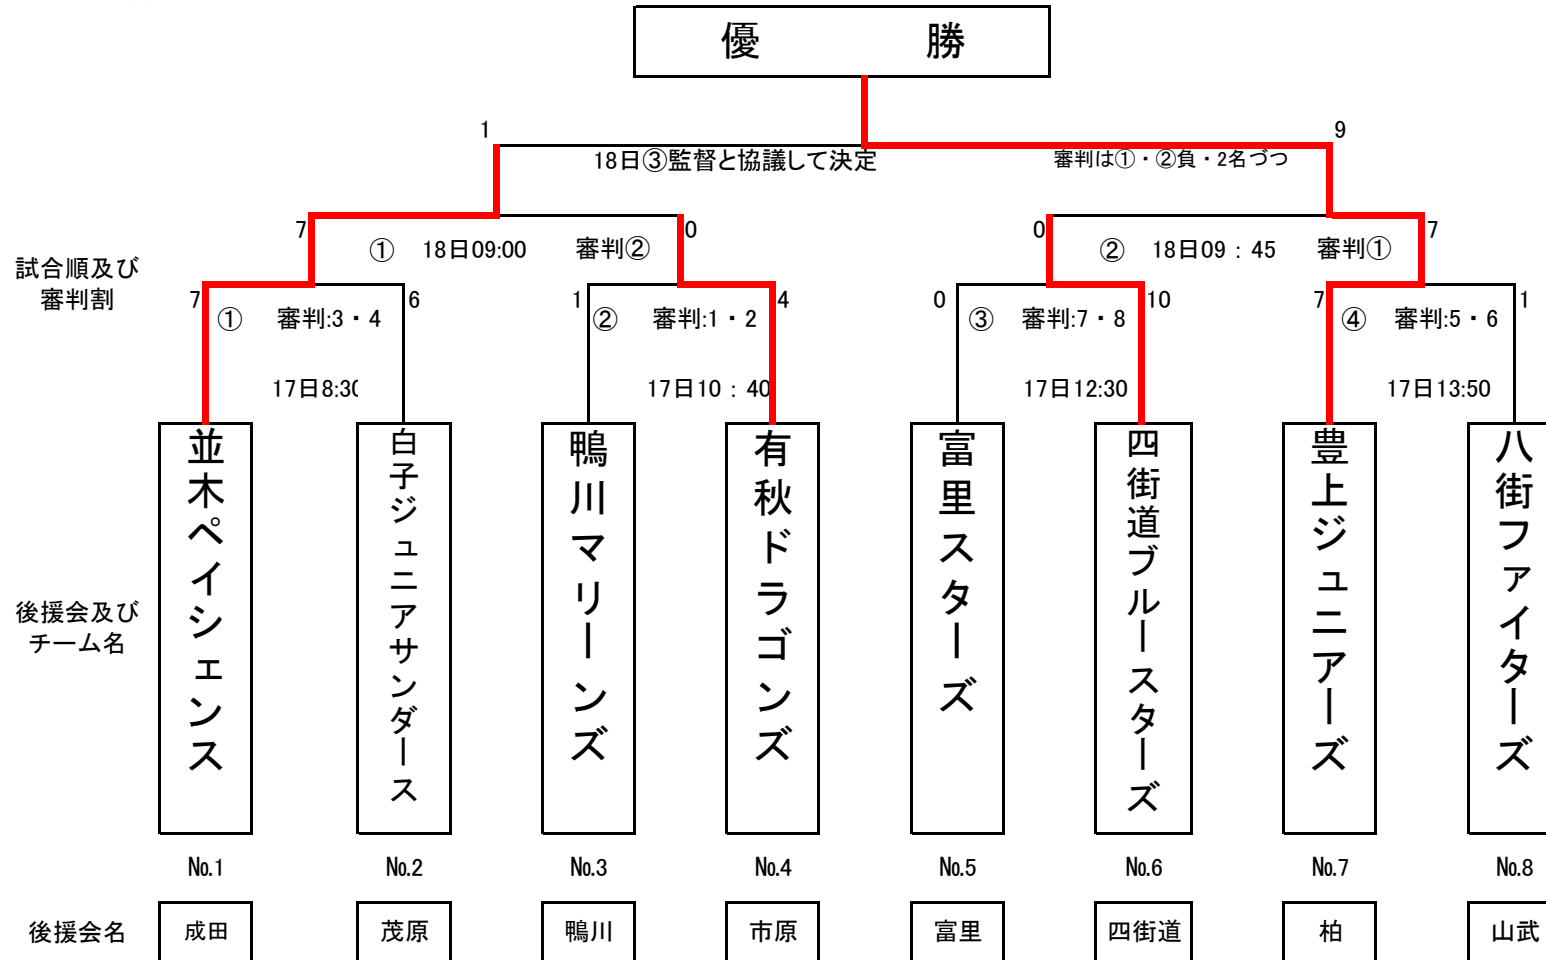 優 勝
1 9
18日③監督と協議して決定 審判は①・②負・2名づつ
7 0 0 7
① 18日09:00 審判② ② 18日09：45 審判①
試合順及び
審判割
7 6 1 4 0 10 7 1
① 審判:3・4 ② 審判:1・2 ③ 審判:7・8 ④ 審判:5・6
17日8:30 17日10：40 17日12:30 17日13:50
後援会及び
チーム名
並木ペイシェンス
白子ジュニアサンダース
鴨川マリーンズ
有秋ドラゴンズ
富里スターズ
四街道ブルースターズ
豊上ジュニアーズ
八街ファイターズ
№.1 №.2 №.3 №.4 №.5 №.6 №.7 №.8
後援会名 成田 茂原 鴨川 市原 富里 四街道 柏 山武